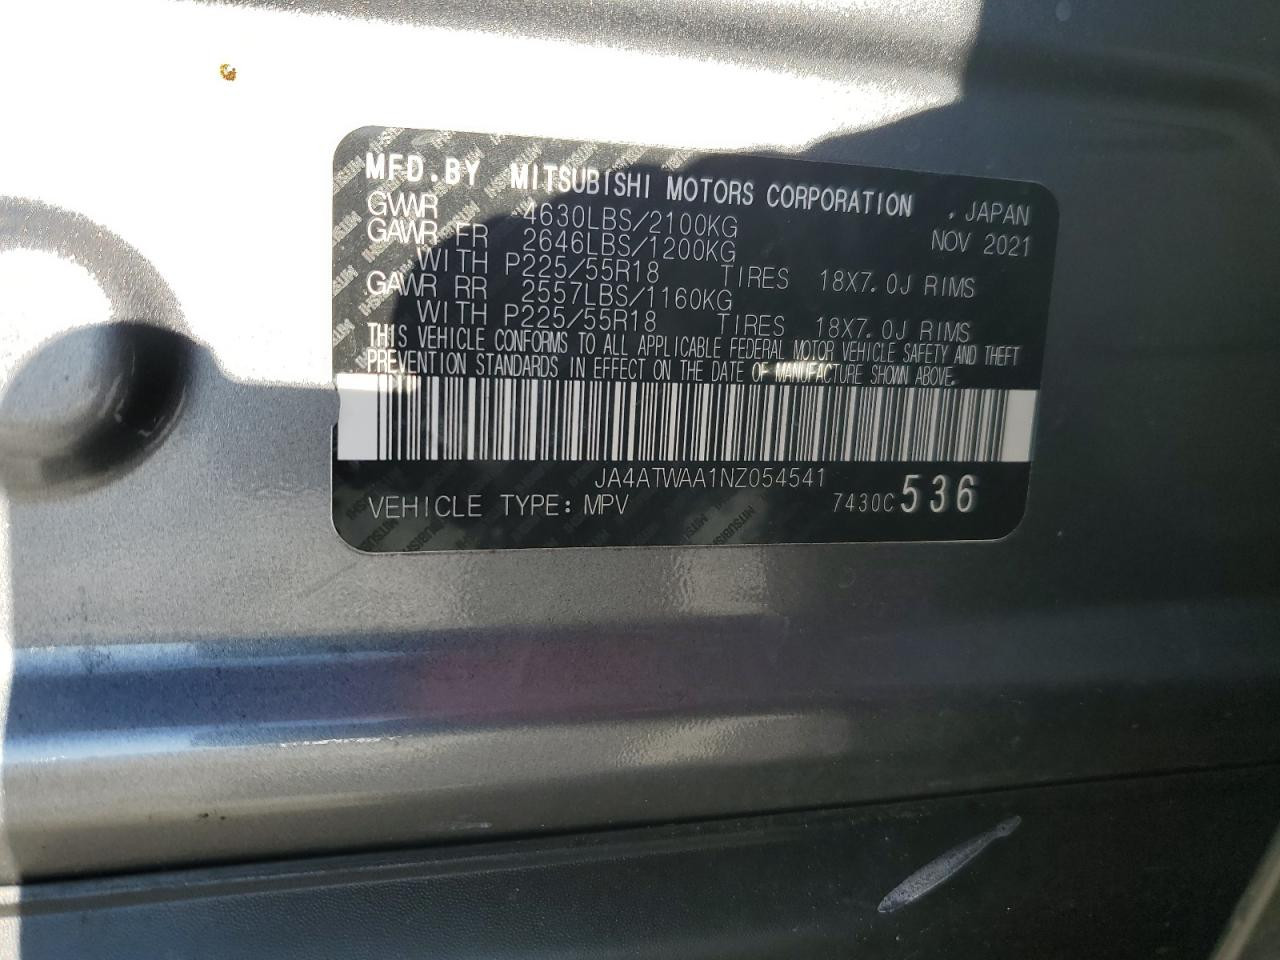 MFD.BY MITSUBISHI MOTORS CORPORATION , JAPAN
GVWR 4630LBS/2100KG NOV 2021
GAWR FR 2646LBS/1200KG
WITH P225/55R18 TIRES 18X7.0J RIMS
GAWR RR 2557LBS/1160KG
WITH P225/55R18 TIRES 18X7.0J RIMS
THIS VEHICLE CONFORMS TO ALL APPLICABLE FEDERAL MOTOR VEHICLE SAFETY AND THEFT
PREVENTION STANDARDS IN EFFECT ON THE DATE OF MANUFACTURE SHOWN ABOVE.
JA4ATWAA1NZ054541
VEHICLE TYPE: MPV 7430C 536